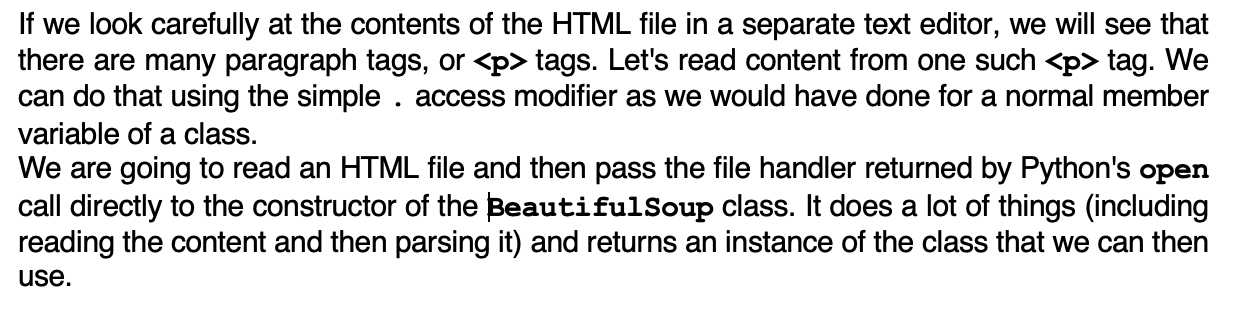 If we look carefully at the contents of the HTML file in a separate text editor, we will see that
there are many paragraph tags, or <p> tags. Let's read content from one such <p> tag. We
can do that using the simple . access modifier as we would have done for a normal member
variable of a class.
We are going to read an HTML file and then pass the file handler returned by Python's open
call directly to the constructor of the BeautifulSoup class. It does a lot of things (including
reading the content and then parsing it) and returns an instance of the class that we can then
use.